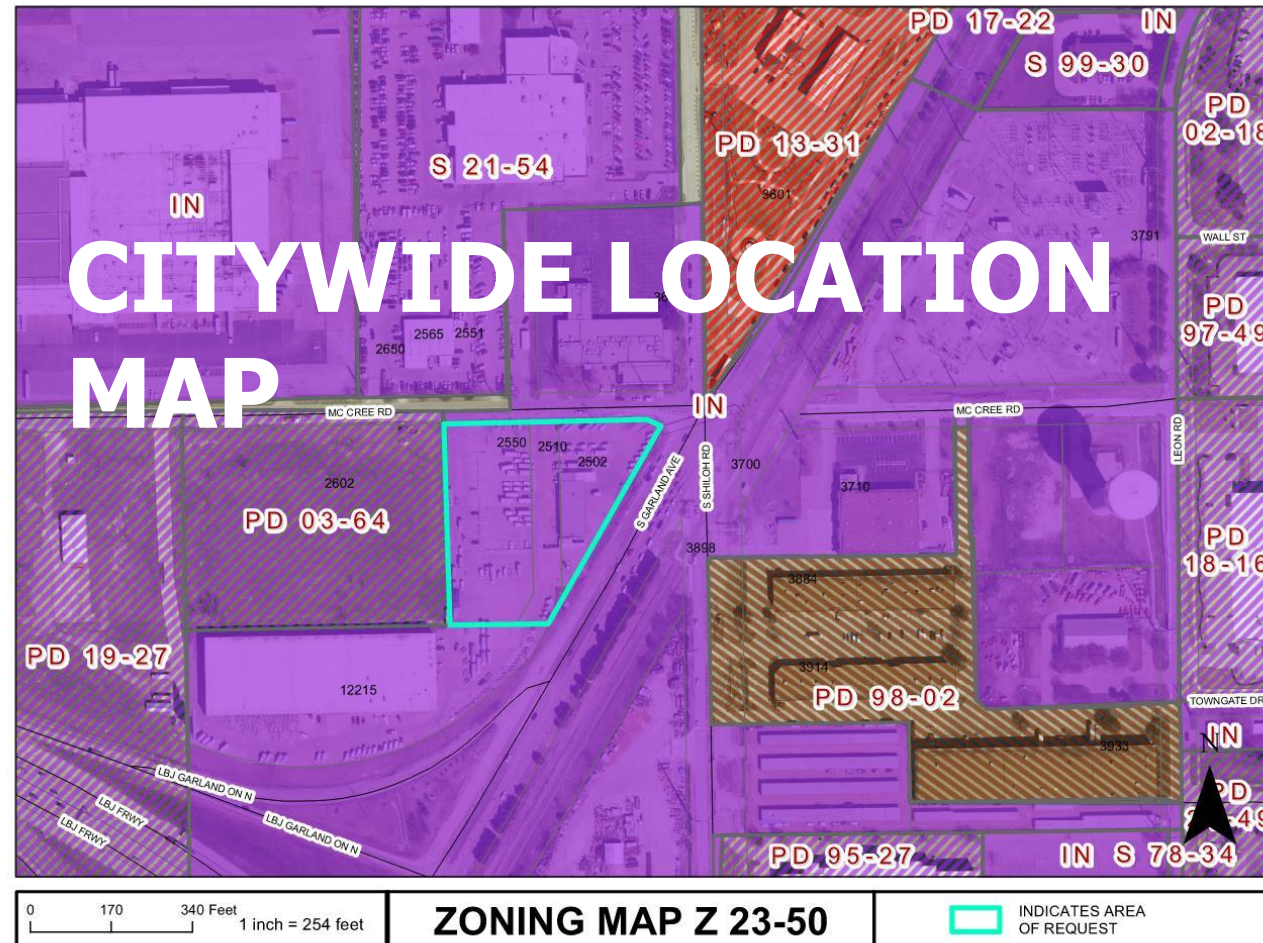 PD 17-22
IN
S 99-30
PD
02-18
PD 13-31
S 21-54
3601
IN
3791
WALL ST
CITYWIDE LOCATION
MAP
PD
97-49
2650
2565
2551
MC CREE RD
IN
MC CREE RD
LEON RD
2550
2510
2502
S GARLAND AVE
S SHILOH RD
3700
3710
2602
PD 03-64
3898
PD
18-16
3884
PD 19-27
3914
PD 98-02
12215
TOWNGATE DR
3933
IN
N
LBJ GARLAND ON N
LBJ FRWY
LBJ GARLAND ON N
LBJ FRWY
PD
PD 95-27
IN
S 78-34
0 170 340 Feet
1 inch = 254 feet
ZONING MAP Z 23-50
INDICATES AREA
OF REQUEST